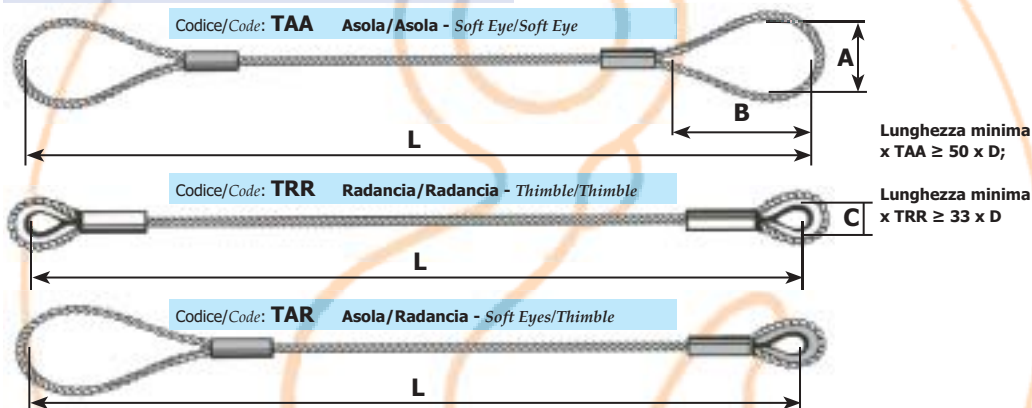 Codice/Code: TAA Asola/Asola - Soft Eye/Soft Eye
A
B
L
Lunghezza minima
x TAA ≥ 50 x D;
Codice/Code: TRR Radancia/Radancia - Thimble/Thimble
Lunghezza minima
x TRR ≥ 33 x D
C
L
Codice/Code: TAR Asola/Radancia - Soft Eyes/Thimble
L